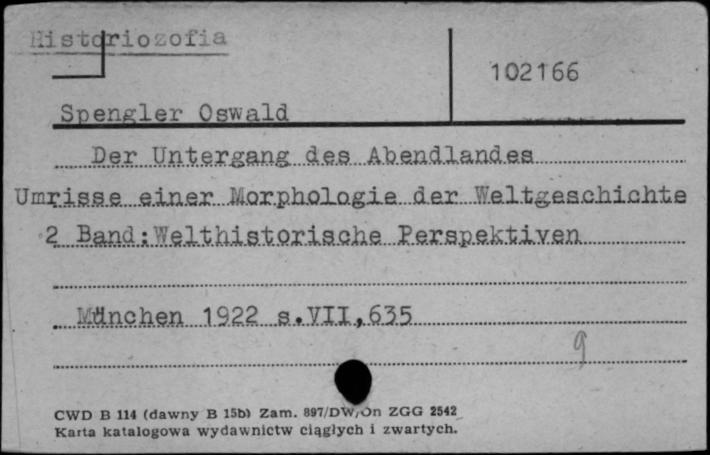 Historiozofia
102166
Spengler Oswald
Der Untergang des Abendlandes
Umrisse einer Morphologie der Weltgeschichte
2 Band:Welthistorische Perspektiven
München 1922 s.VII,635
9
CWD B 114 (dawny B 15b) Zam. 897/DW/On ZGG 2542
Karta katalogowa wydawnictw ciągłych i zwartych.